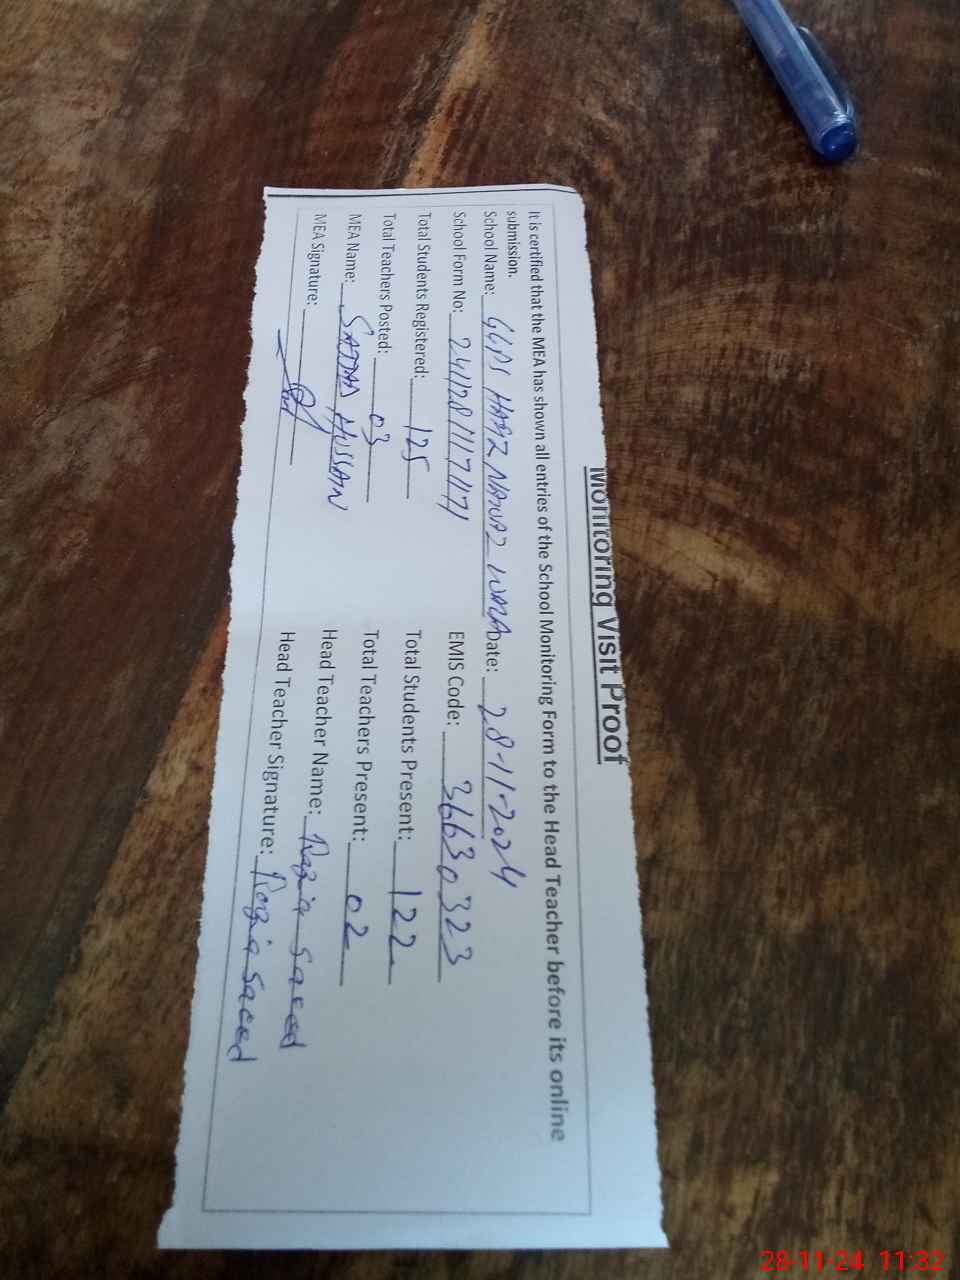 Monitoring Visit Proof
It is certified that the MEA has shown all entries of the School Monitoring Form to the Head Teacher before its online
submission.
School Name: GGPS HAQ NAWAZ WALA Date: 28-11-2024
School Form No: EMIS Code: 36630323
Total Students Registered: 125 Total Students Present: 122
Total Teachers Posted: 03 Total Teachers Present: 02
MEA Name: SAJJAD HUSSAIN Head Teacher Name: Razia Saeed
MEA Signature: Head Teacher Signature: Razia Saeed
28-11-24 11:32